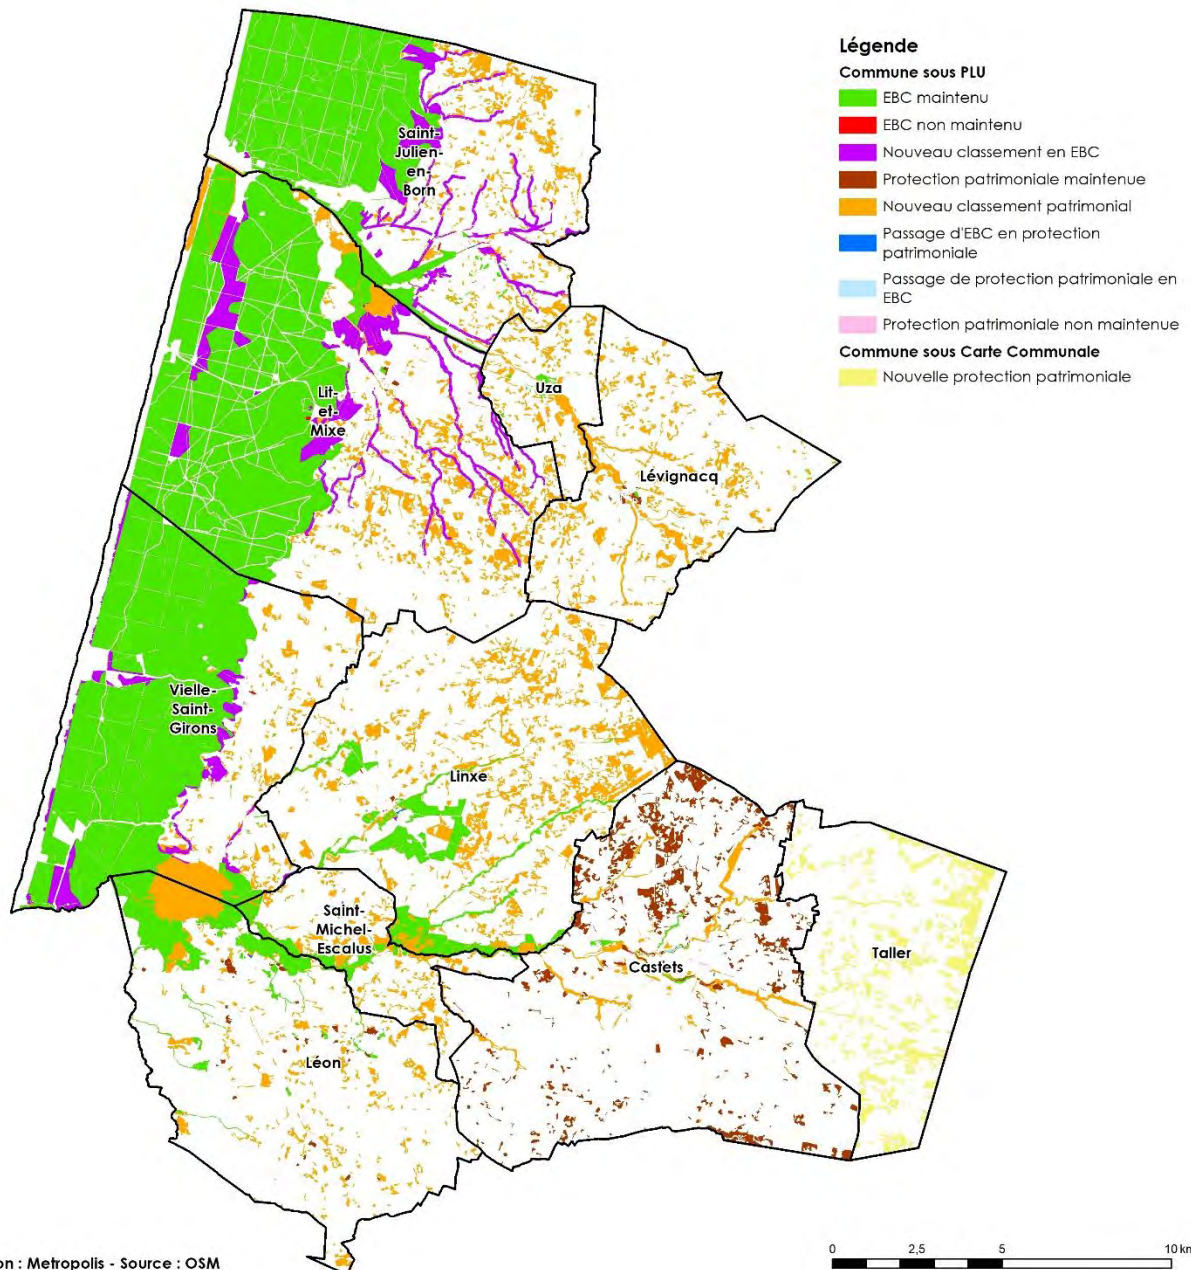 Légende
Commune sous PLU
EBC maintenu
EBC non maintenu
Nouveau classement en EBC
Protection patrimoniale maintenue
Nouveau classement patrimonial
Passage d'EBC en protection
patrimoniale
Passage de protection patrimoniale en
EBC
Protection patrimoniale non maintenue
Commune sous Carte Communale
Nouvelle protection patrimoniale
Saint-
Julien-
en-
Born
Lit-
et-
Mixe
Uza
Lévignacq
Vielle-
Saint-
Girons
Linxe
Saint-
Michel-
Escalus
Castets
Taller
Léon
on : Metropolis - Source : OSM
0 2,5 5 10 km